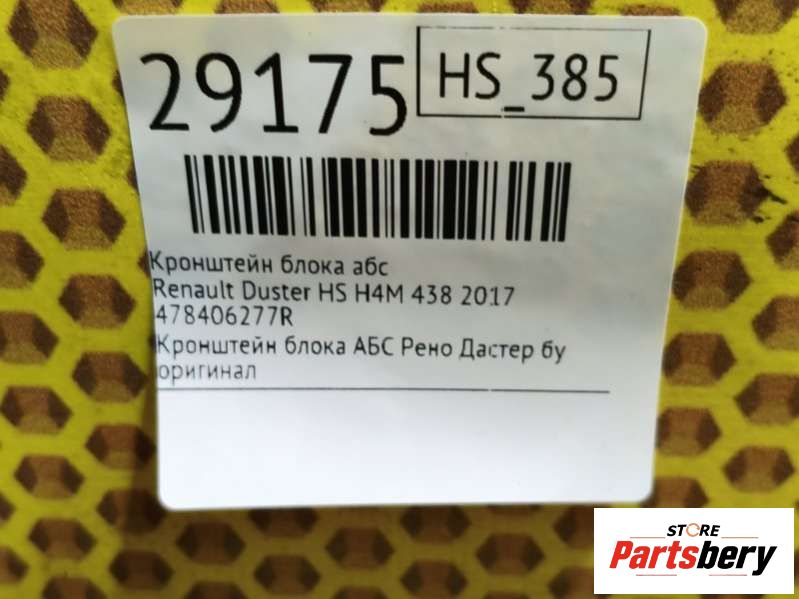 29175
HS_385
Кронштейн блока абс
Renault Duster HS H4M 438 2017
478406277R
Кронштейн блока АБС Рено Дастер бу
оригинал
STORE
Partsbery